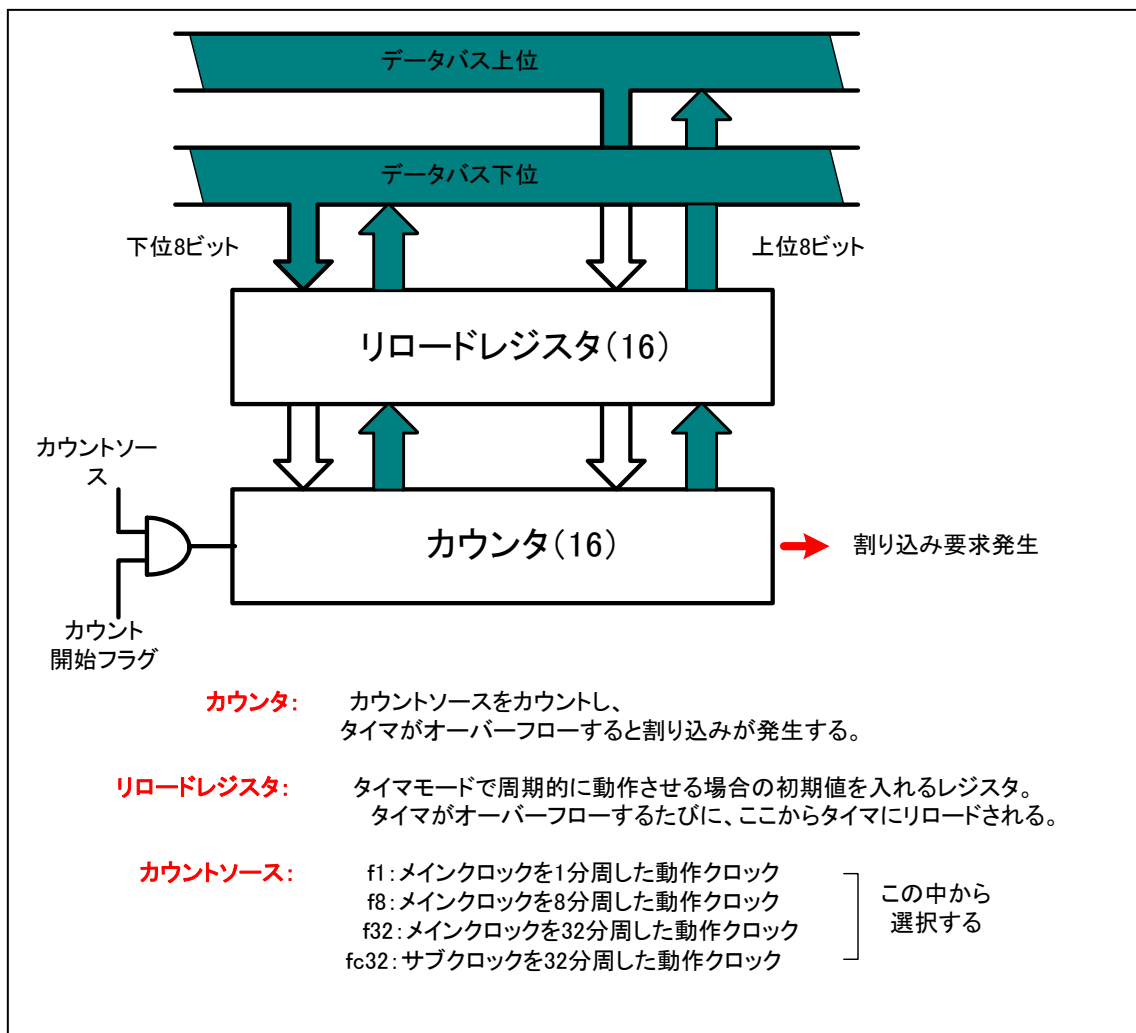 データバス上位
データバス下位
下位8ビット
上位8ビット
リロードレジスタ(16)
カウントソー
ス
カウンタ(16)
割り込み要求発生
カウント
開始フラグ
カウンタ: カウントソースをカウントし、
タイマがオーバーフローすると割り込みが発生する。
リロードレジスタ: タイマモードで周期的に動作させる場合の初期値を入れるレジスタ。
タイマがオーバーフローするたびに、ここからタイマにリロードされる。
カウントソース: f1:メインクロックを1分周した動作クロック
f8:メインクロックを8分周した動作クロック
f32:メインクロックを32分周した動作クロック
fc32:サブクロックを32分周した動作クロック
この中から
選択する